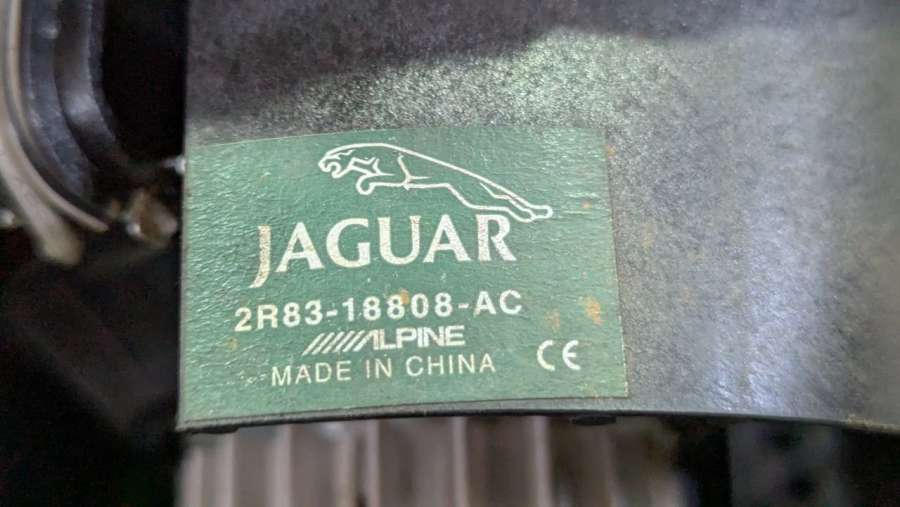 JAGUAR
2R83-18808-AC
ALPINE
MADE IN CHINA CE